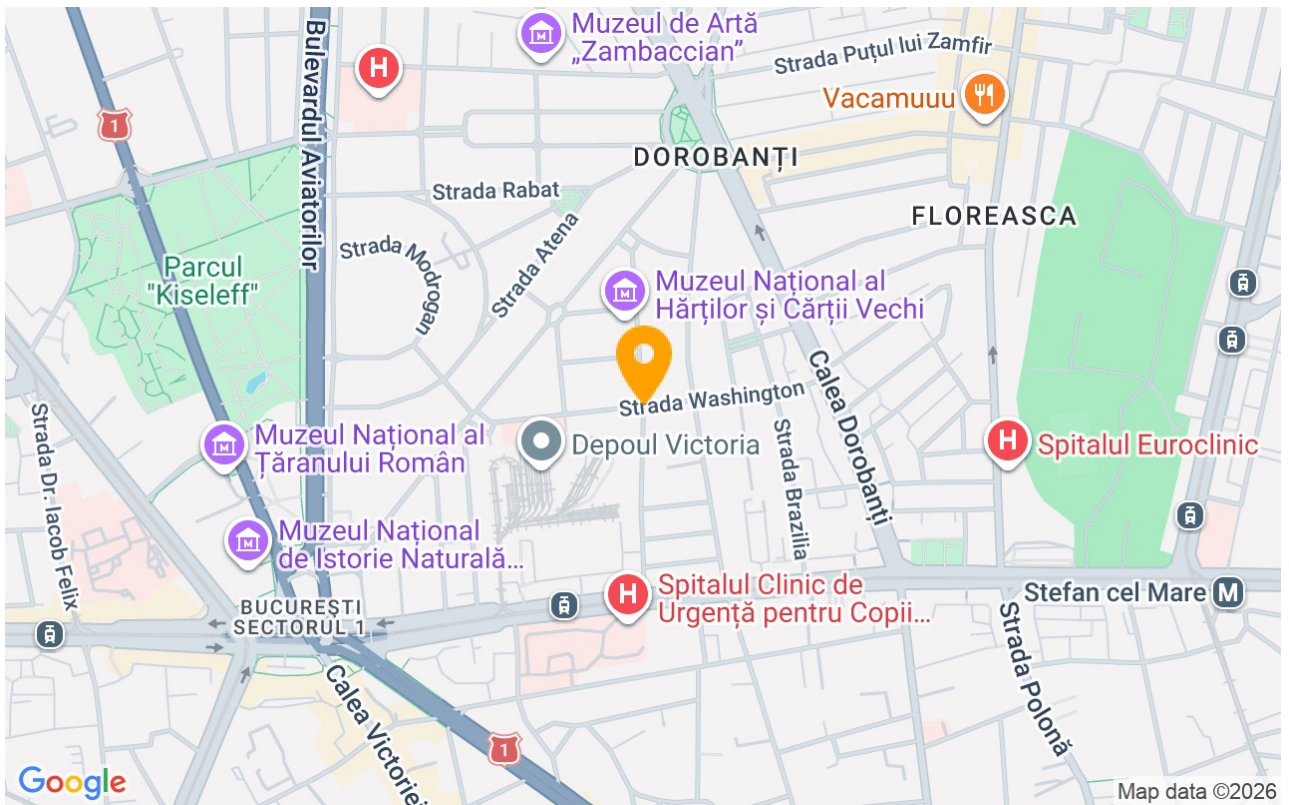 Muzeul de Artă
„Zambaccian”
Strada Puțul lui Zamfir
Bulevardul Aviatorilor
H
Vacamuuu
1
DOROBANȚI
Strada Rabat
FLOREASCA
Strada Atena
Strada Modrogan
Parcul
"Kiseleff"
Muzeul Național al
Hărților și Cărții Vechi
Calea Dorobanți
Strada Washington
Strada Dr. Iacob Felix
Muzeul Național al
Țăranului Român
Depoul Victoria
Strada Brazilia
H
Spitalul Euroclinic
Muzeul Național
de Istorie Naturală...
H
Spitalul Clinic de
Urgență pentru Copii...
Stefan cel Mare M
BUCUREȘTI
SECTORUL 1
Strada Polonă
Calea Victoriei
1
Google
Map data ©2026